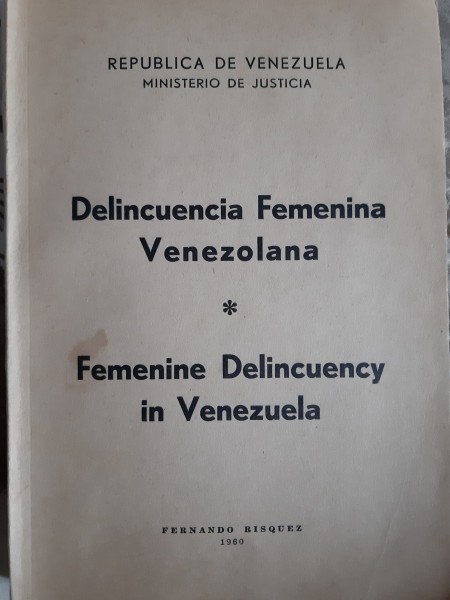 REPUBLICA DE VENEZUELA
MINISTERIO DE JUSTICIA
Delincuencia Femenina
Venezolana
*
Femenine Delincuency
in Venezuela
FERNANDO RISQUEZ
1960